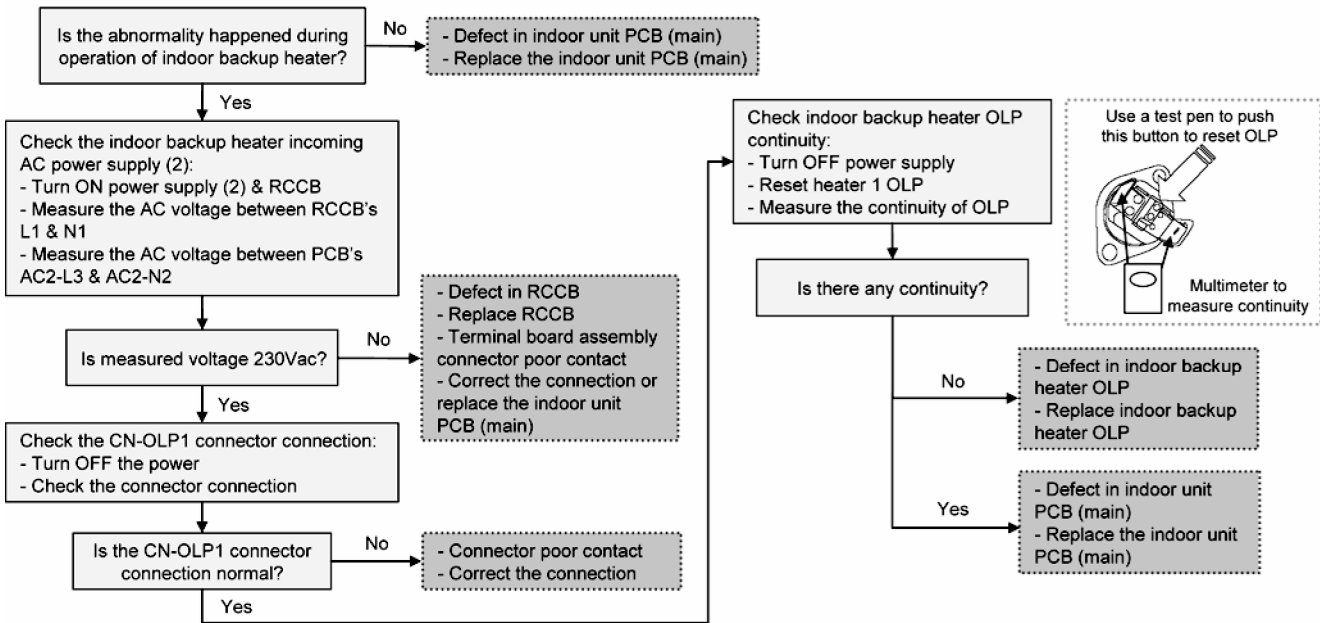 Is the abnormality happened during
operation of indoor backup heater?
No
- Defect in indoor unit PCB (main)
- Replace the indoor unit PCB (main)
Yes
Check the indoor backup heater incoming
AC power supply (2):
- Turn ON power supply (2) & RCCB
- Measure the AC voltage between RCCB's
L1 & N1
- Measure the AC voltage between PCB's
AC2-L3 & AC2-N2
Is measured voltage 230Vac?
No
- Defect in RCCB
- Replace RCCB
- Terminal board assembly
connector poor contact
- Correct the connection or
replace the indoor unit
PCB (main)
Yes
Check the CN-OLP1 connector connection:
- Turn OFF the power
- Check the connector connection
Is the CN-OLP1 connector
connection normal?
No
- Connector poor contact
- Correct the connection
Yes
Check indoor backup heater OLP
continuity:
- Turn OFF power supply
- Reset heater 1 OLP
- Measure the continuity of OLP
Use a test pen to push
this button to reset OLP
Multimeter to
measure continuity
Is there any continuity?
No
- Defect in indoor backup
heater OLP
- Replace indoor backup
heater OLP
Yes
- Defect in indoor unit
PCB (main)
- Replace the indoor unit
PCB (main)